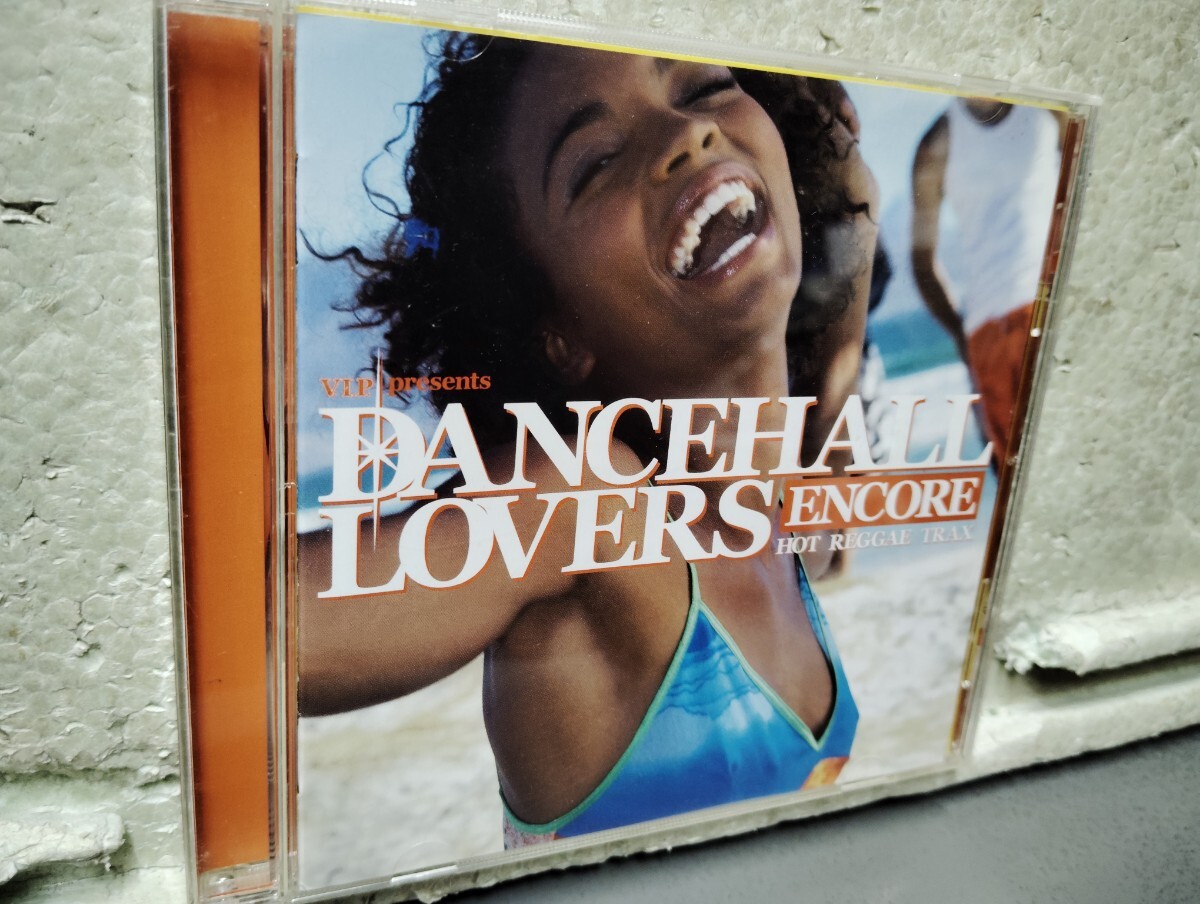 V.I.P. presents
DANCEHALL
LOVERS ENCORE
HOT REGGAE TRAX